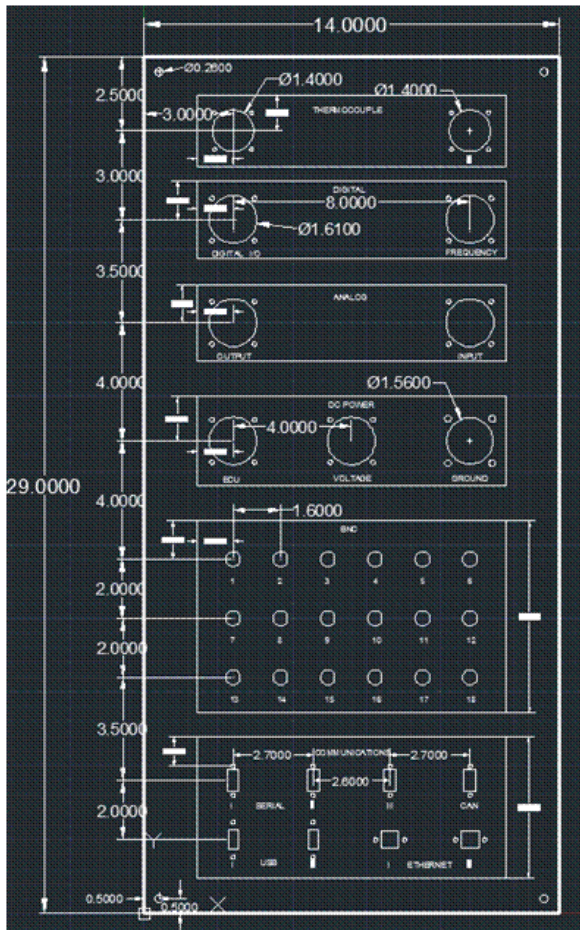 14.0000
Ø0.2600
Ø1.4000
Ø1.4000
2.5000
3.0000
THERMOCOUPLE
3.0000
DIGITAL
8.0000
Ø1.6100
DIGITAL I/O
FREQUENCY
3.5000
ANALOG
OUTPUT
INPUT
4.0000
Ø1.5600
DC POWER
4.0000
ECU
VOLTAGE
GROUND
29.0000
4.0000
1.6000
BNC
1 2 3 4 5 6
2.0000
7 8 9 10 11 12
2.0000
13 14 15 16 17 18
3.5000
COMMUNICATIONS
2.7000
2.7000
2.6000
I SERIAL II III CAN
2.0000
Y
I USB II I ETHERNET II
0.5000
0.5000
X